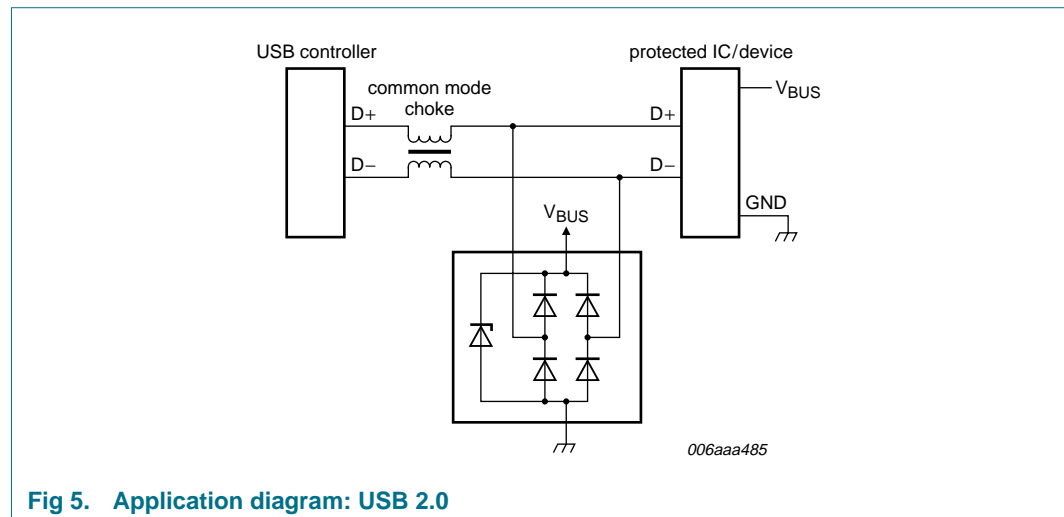 USB controller
protected IC/device
common mode
choke
VBUS
D+
D+
D−
D−
VBUS
GND
006aaa485
Fig 5. Application diagram: USB 2.0